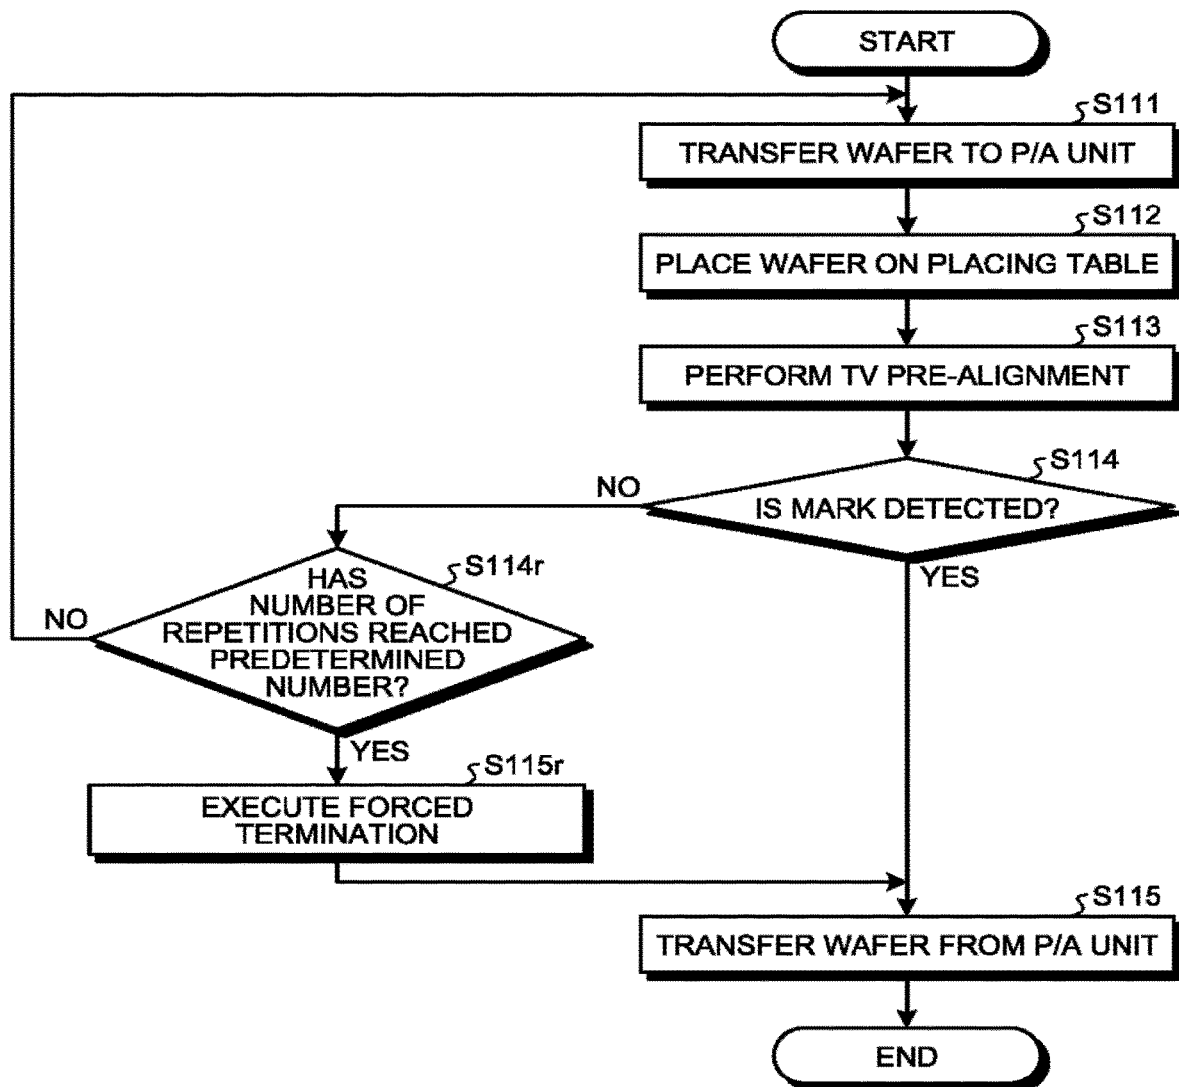 START
S111
TRANSFER WAFER TO P/A UNIT
S112
PLACE WAFER ON PLACING TABLE
S113
PERFORM TV PRE-ALIGNMENT
S114
NO
IS MARK DETECTED?
YES
S114r
HAS
NUMBER OF
REPETITIONS REACHED
PREDETERMINED
NUMBER?
NO
YES
S115r
EXECUTE FORCED
TERMINATION
S115
TRANSFER WAFER FROM P/A UNIT
END